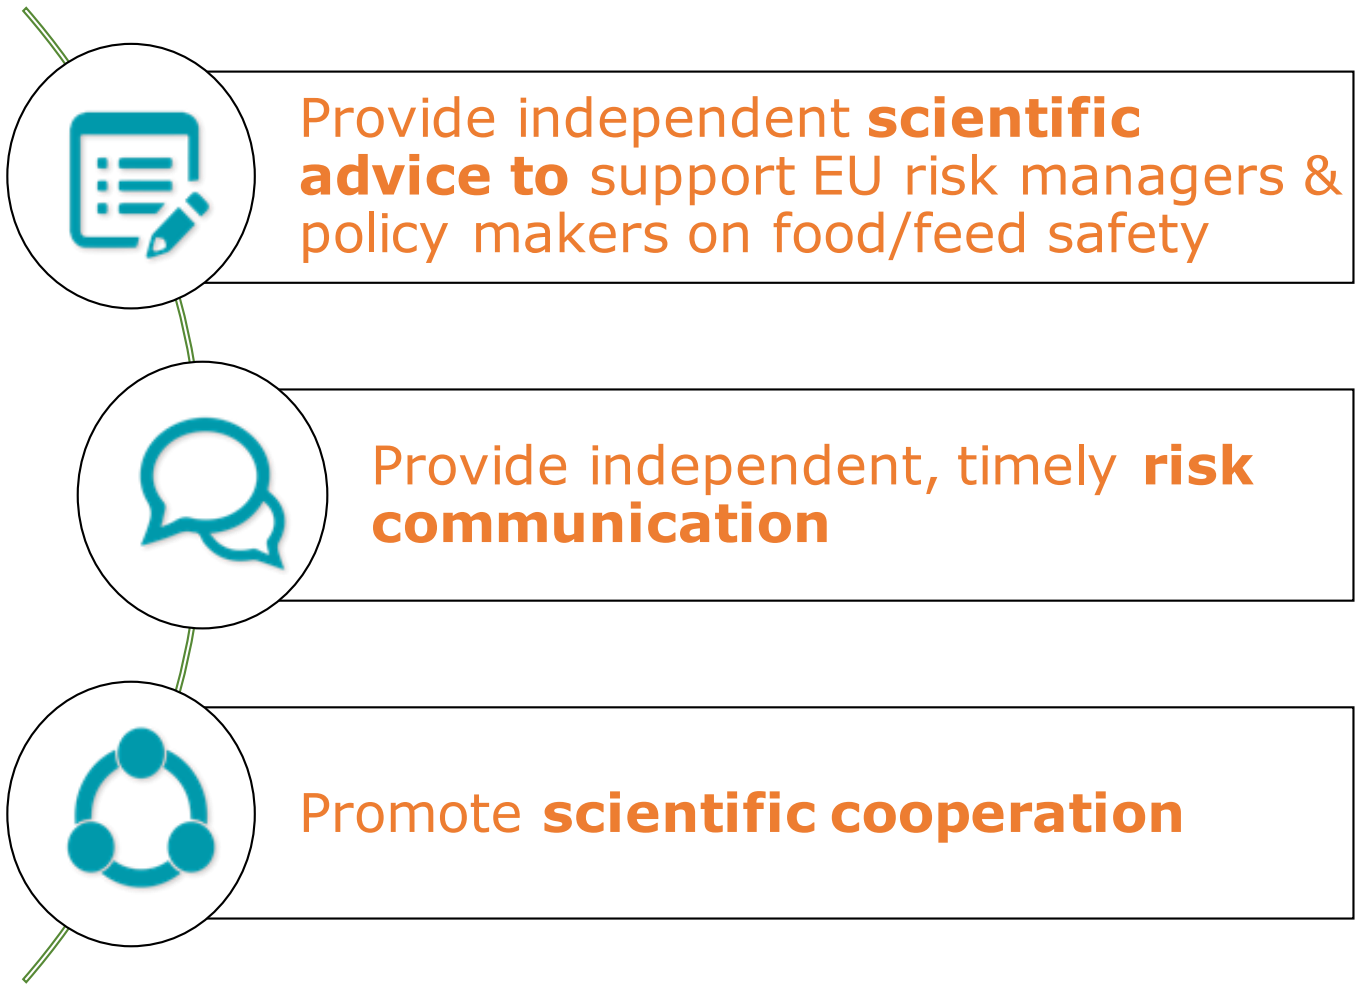 Provide independent scientific
advice to support EU risk managers &
policy makers on food/feed safety
Provide independent, timely risk
communication
Promote scientific cooperation